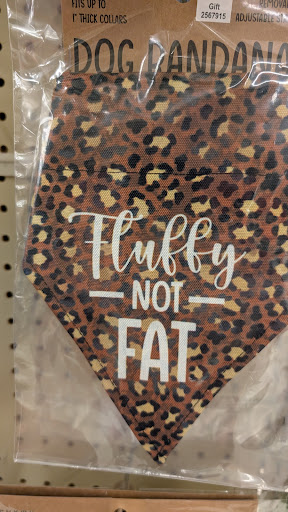 FITS UP TO
1" THICK COLLARS
Gift
2567915
ADJUSTABLE
DOG BANDANA
Fluffy
NOT
FAT